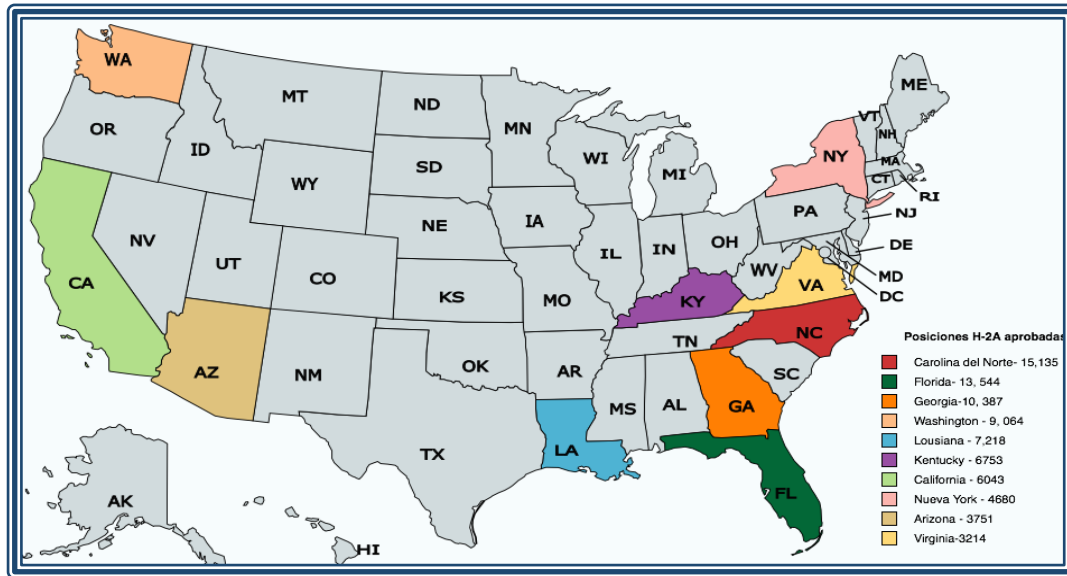 WA
MT
ND
MN
ME
VT
NH
OR
ID
SD
WI
NY
MA
MI
CT
RI
WY
IA
PA
NJ
NE
NV
OH
IL
IN
DE
UT
CO
WV
MD
CA
VA
DC
KS
MO
KY
NC
TN
AZ
OK
NM
AR
SC
MS
AL
GA
LA
TX
FL
AK
HI
Posiciones H-2A aprobadas
Carolina del Norte- 15,135
Florida- 13, 544
Georgia-10, 387
Washington - 9, 064
Lousiana - 7,218
Kentucky - 6753
California - 6043
Nueva York - 4680
Arizona - 3751
Virginia-3214